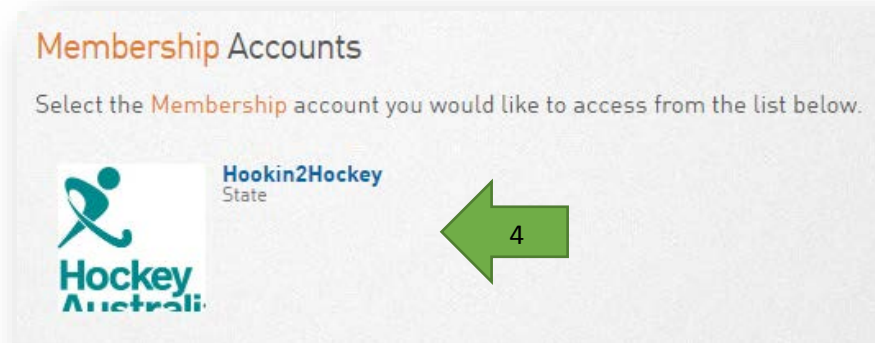 Membership Accounts
Select the Membership account you would like to access from the list below.
Hookin2Hockey
State
4
Hockey
Australi